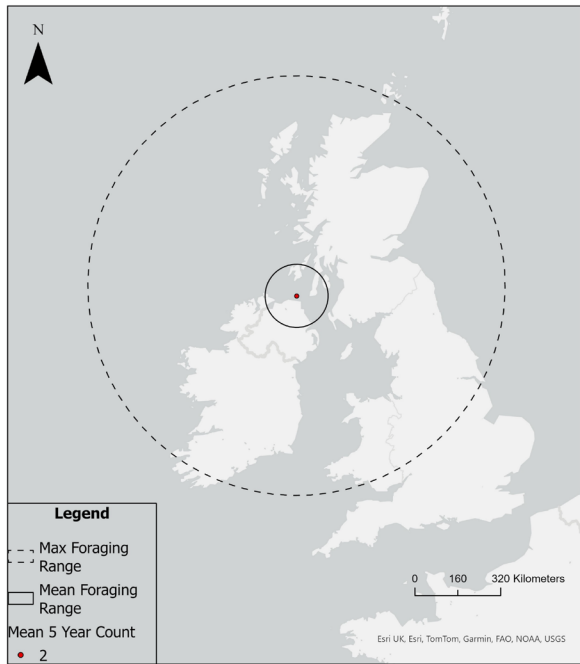 N
Legend
Max Foraging
Range
Mean Foraging
Range
Mean 5 Year Count
2
0 160 320 Kilometers
Esri UK, Esri, TomTom, Garmin, FAO, NOAA, USGS